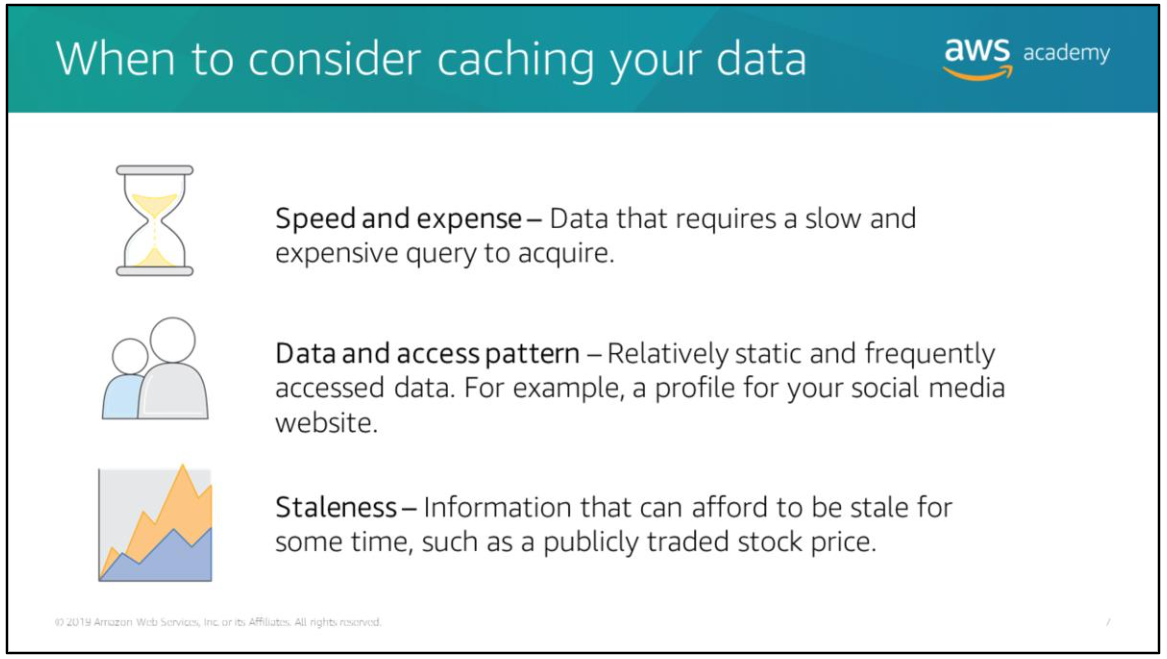 When to consider caching your data
aws academy
Speed and expense – Data that requires a slow and
expensive query to acquire.
Data and access pattern – Relatively static and frequently
accessed data. For example, a profile for your social media
website.
Staleness – Information that can afford to be stale for
some time, such as a publicly traded stock price.
© 2019 Amazon Web Services, Inc. or its Affiliates. All rights reserved.
7